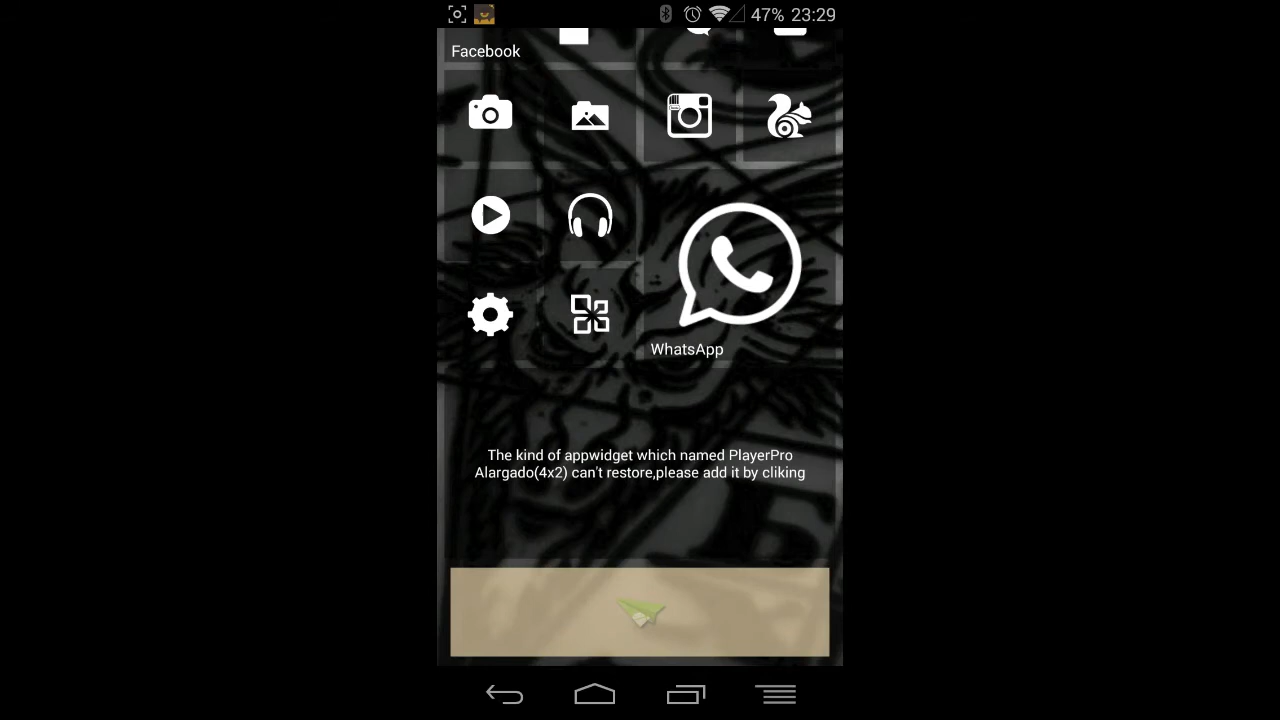 47% 23:29
Facebook
WhatsApp
The kind of appwidget which named PlayerPro
Alargado(4x2) can't restore,please add it by cliking